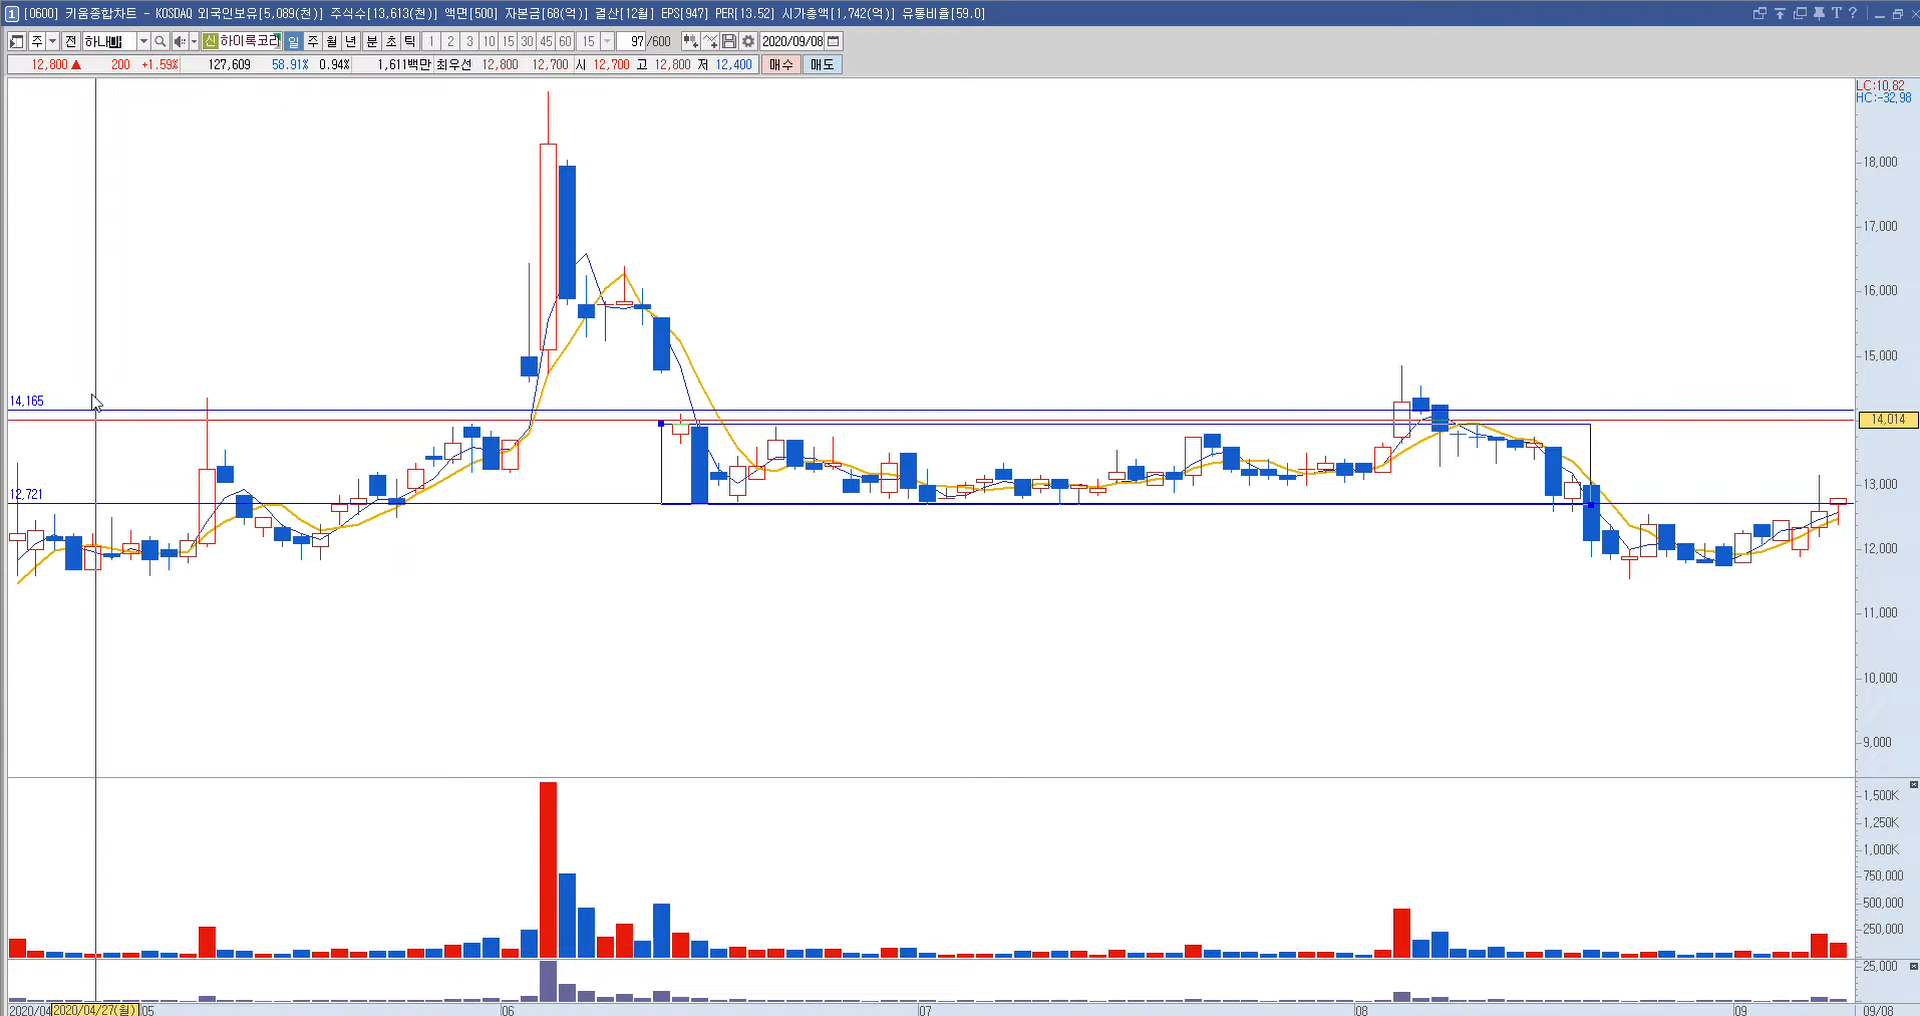 1 [0600] 키움종합차트 - KOSDAQ 외국인보유[5,089(천)] 주식수[13,613(천)] 액면[500] 자본금[68(억)] 결산[12월] EPS[947] PER[13.52] 시가총액[1,742(억)] 유통비율[59.0] T ?
주 전 신 하이록코리 일 주 월 년 분 초 틱 1 2 3 10 15 30 45 60 15 97 /600 2020/09/08
12,800 ▲ 200 +1.59% 127,609 58.91% 0.94% 1,611백만 최우선 12,800 12,700 시 12,700 고 12,800 저 12,400 매수 매도
LC:10,82
HC:-32,98
18,000
17,000
16,000
15,000
14,165
14,014
13,000
12,721
12,000
11,000
10,000
9,000
1,500K
1,250K
1,000K
750,000
500,000
250,000
25,000
2020/04 2020/04/27(월) 05 06 07 08 09 09/08